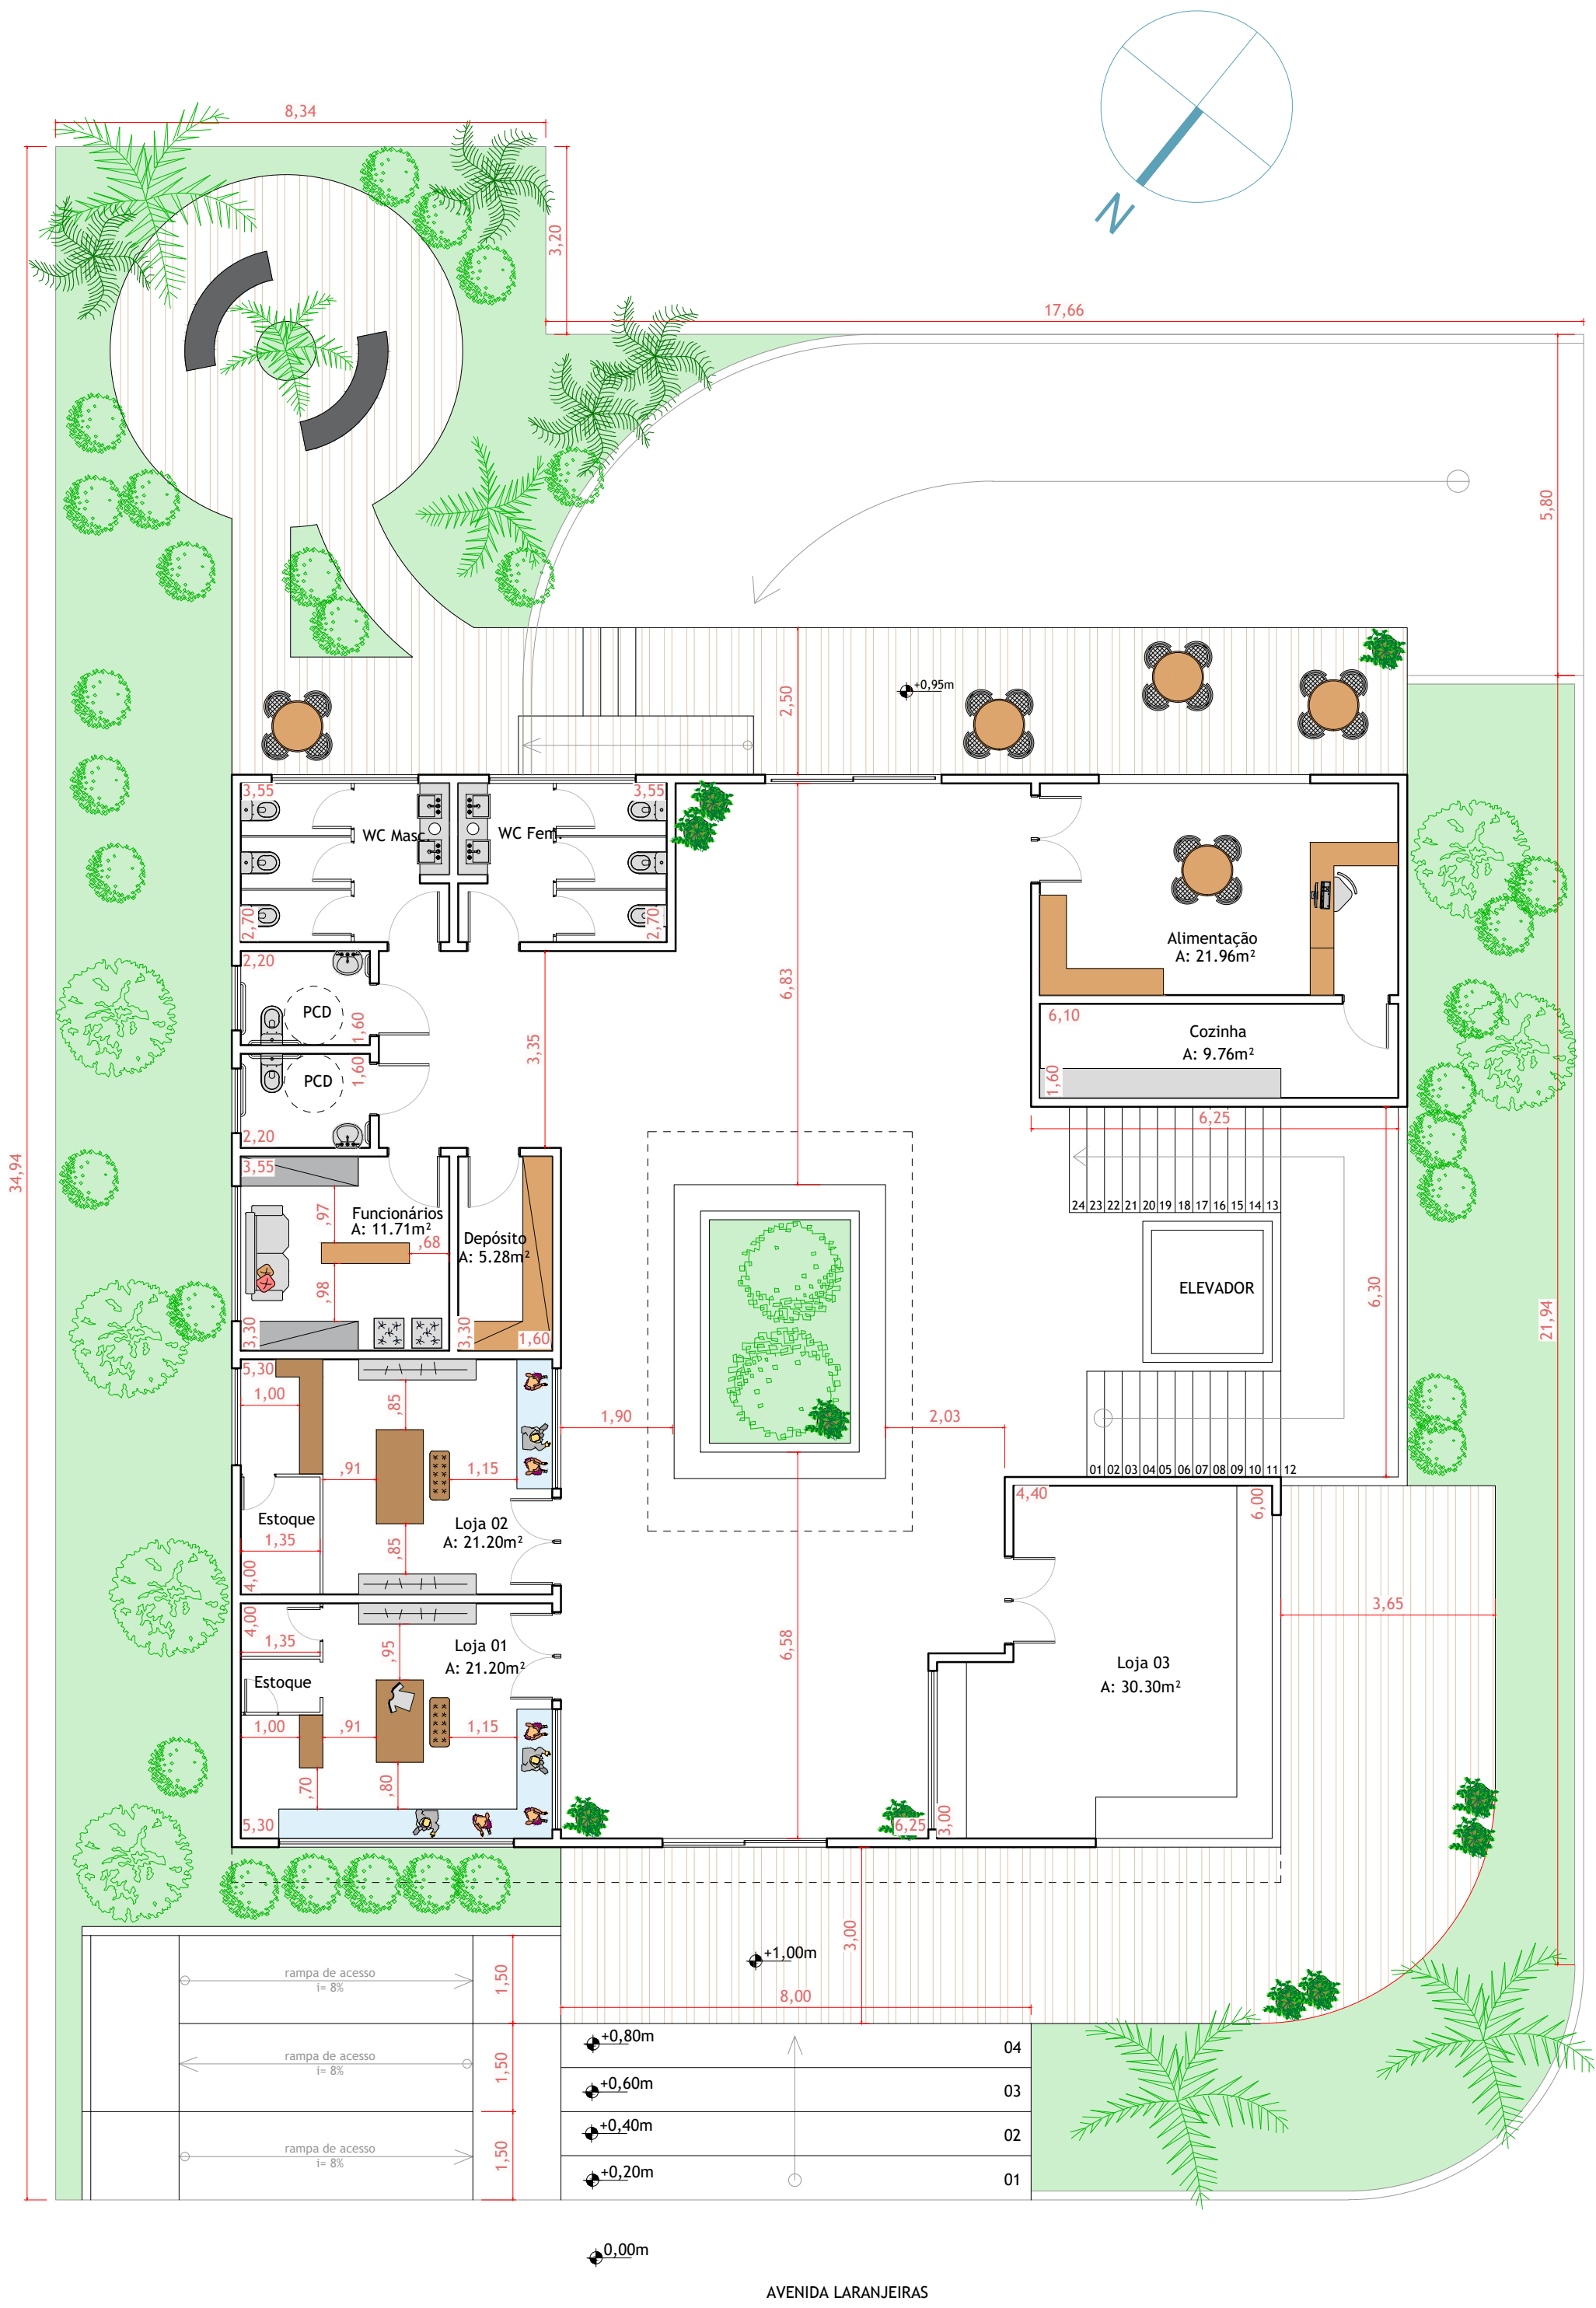 8,34
N
3,20
17,66
5,80
2,50
+0,95m
3,55
WC Masc.
WC Fem.
3,55
2,70
2,70
6,83
Alimentação
A: 21.96m²
2,20
PCD
1,60
3,35
6,10
Cozinha
A: 9.76m²
1,60
PCD
1,60
2,20
6,25
34,94
3,55
,97
Funcionários
A: 11.71m²
,68
Depósito
A: 5.28m²
,98
3,30
3,30
1,60
24 23 22 21 20 19 18 17 16 15 14 13
ELEVADOR
6,30
21,94
5,30
1,00
,85
1,90
2,03
,91
1,15
01 02 03 04 05 06 07 08 09 10 11 12
4,40
6,00
Estoque
1,35
Loja 02
A: 21.20m²
,85
4,00
4,00
1,35
,95
Loja 01
A: 21.20m²
Estoque
6,58
3,65
Loja 03
A: 30.30m²
1,00
,91
1,15
,70
,80
5,30
6,25
3,00
3,00
+1,00m
rampa de acesso
i= 8%
1,50
8,00
+0,80m
04
rampa de acesso
i= 8%
1,50
+0,60m
03
+0,40m
02
rampa de acesso
i= 8%
1,50
+0,20m
01
0,00m
AVENIDA LARANJEIRAS